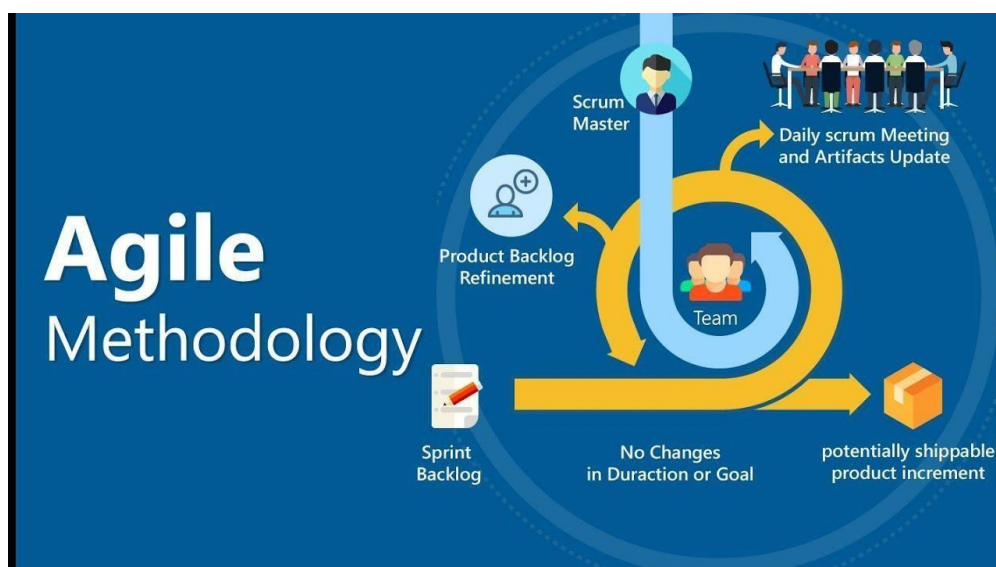 Agile
Methodology
Scrum
Master
Daily scrum Meeting
and Artifacts Update
Product Backlog
Refinement
Team
Sprint
Backlog
No Changes
in Duraction or Goal
potentially shippable
product increment